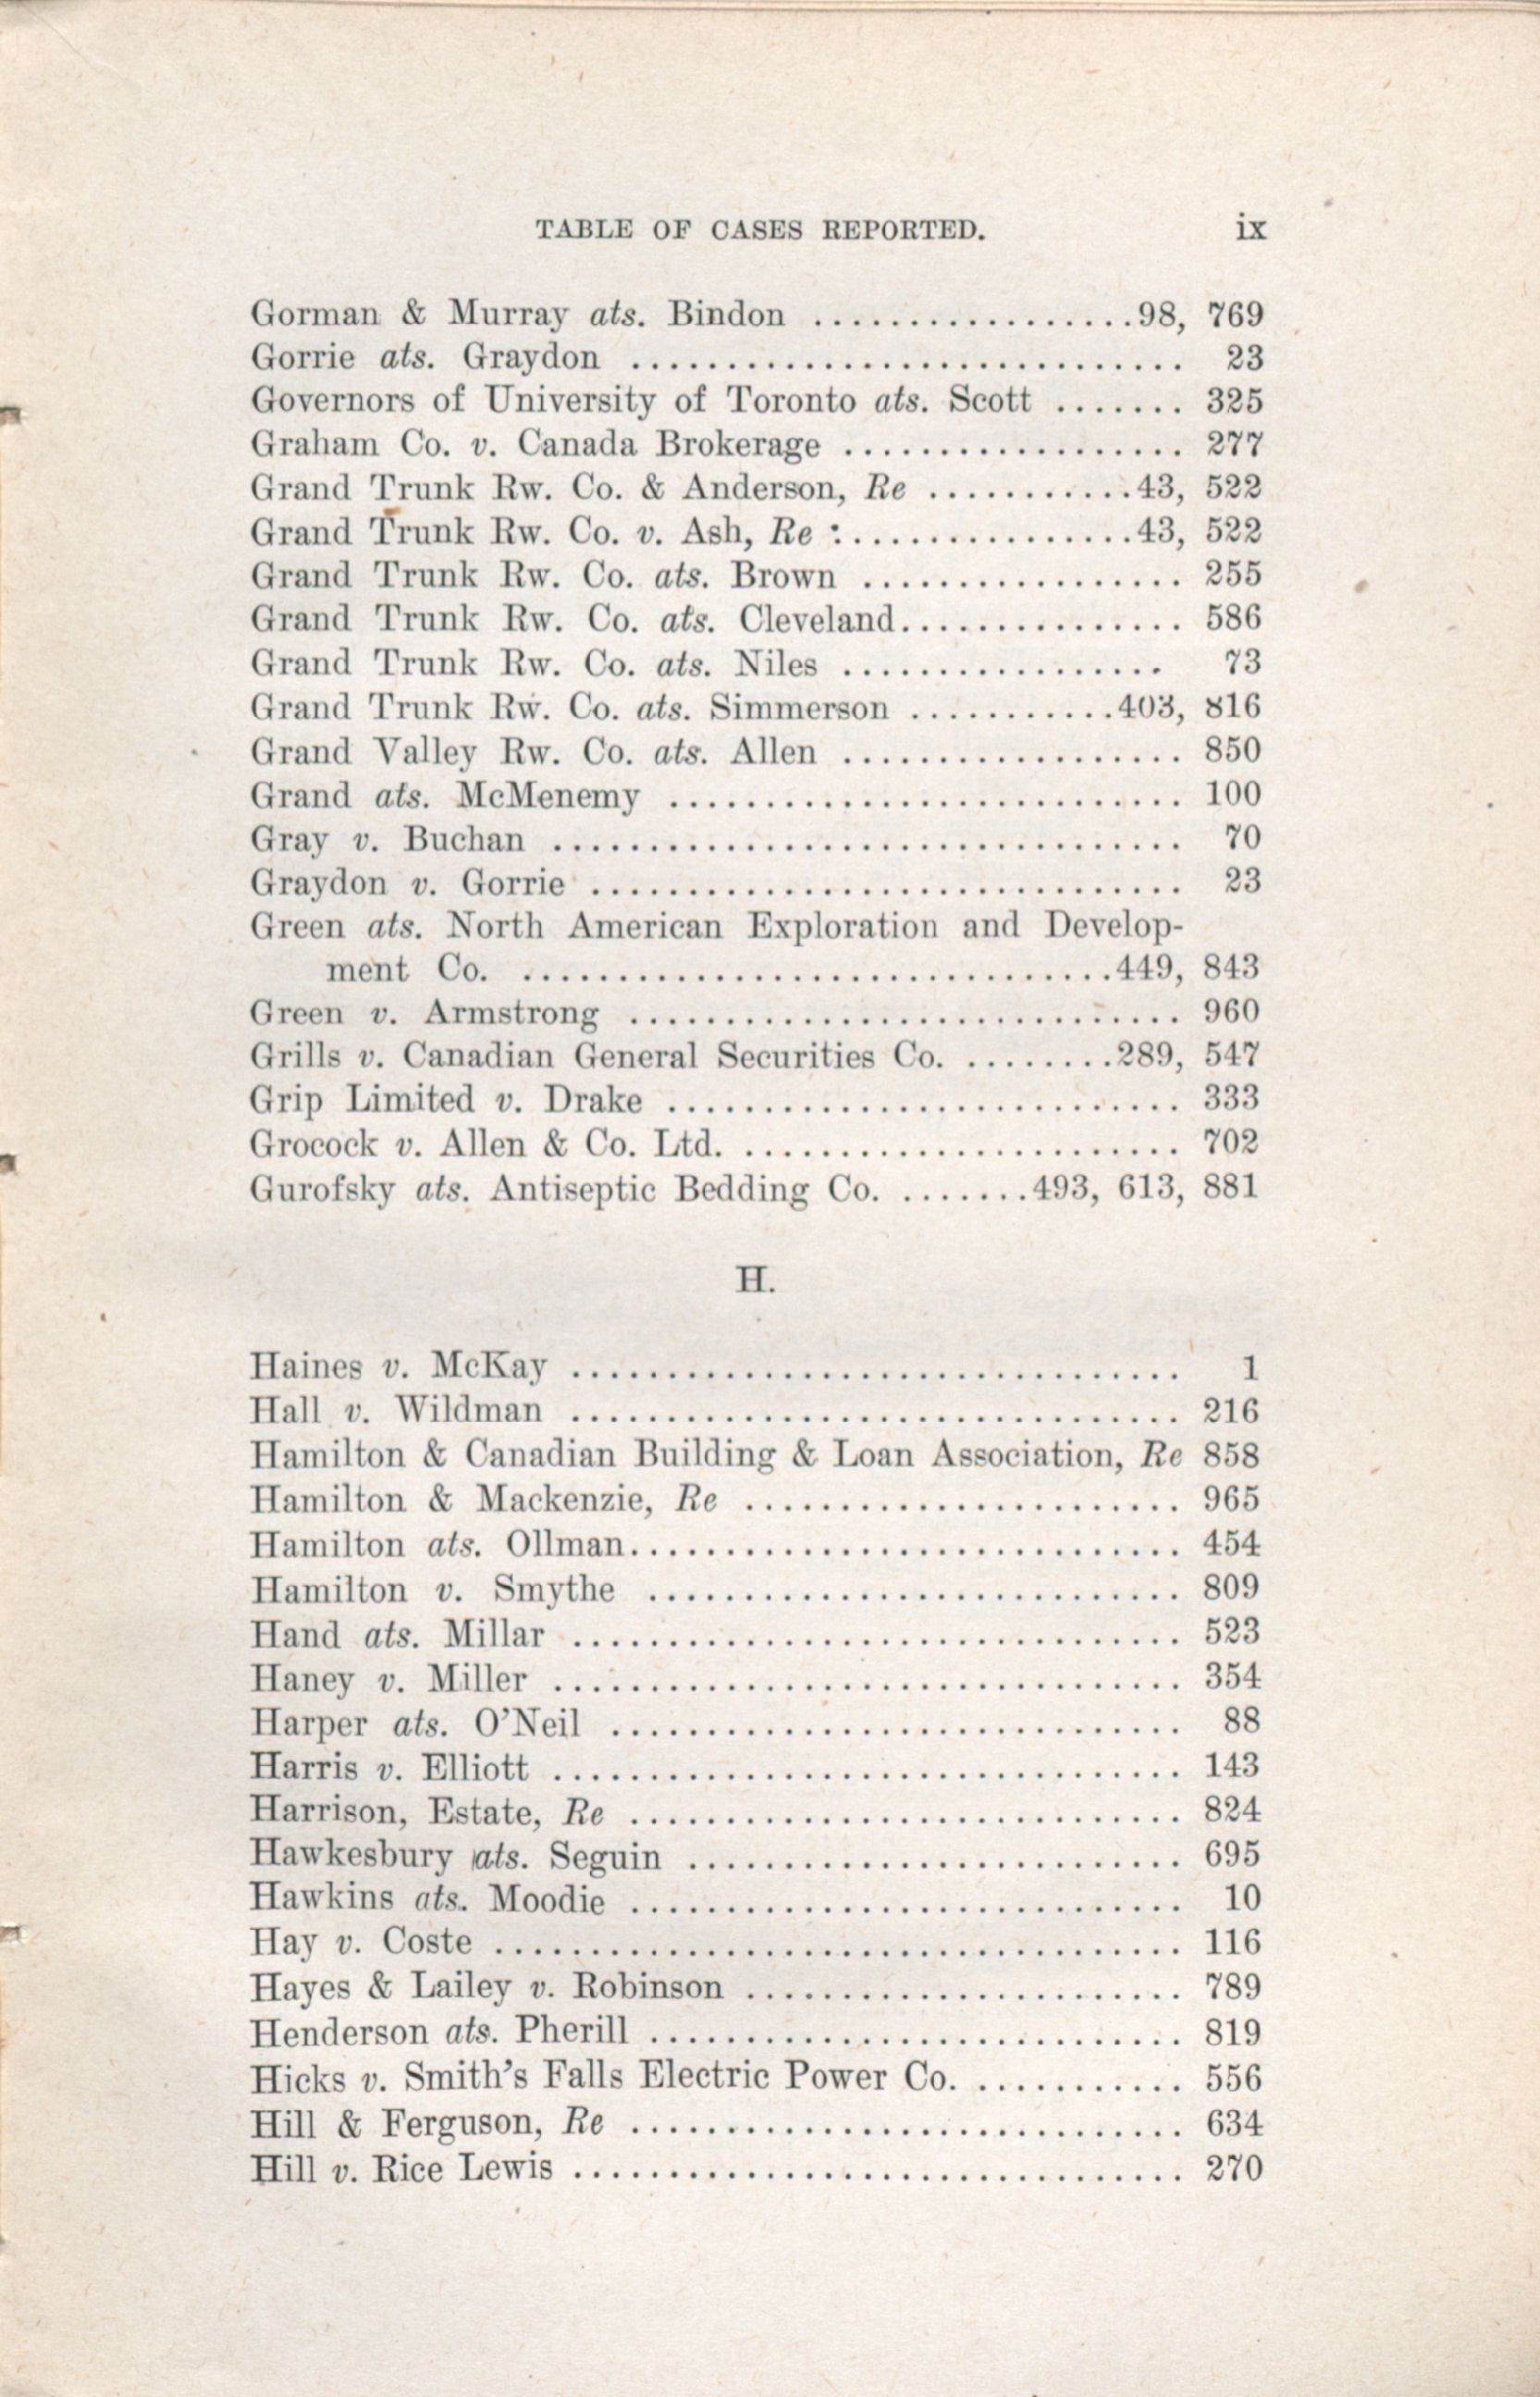 TABLE OF CASES REPORTED. ix
Gorman & Murray ats. Bindon .................98, 769
Gorrie ats. Graydon ............................. 23
Governors of University of Toronto ats. Scott ....... 325
Graham Co. v. Canada Brokerage .................. 277
Grand Trunk Rw. Co. & Anderson, Re ...........43, 522
Grand Trunk Rw. Co. v. Ash, Re :...............43, 522
Grand Trunk Rw. Co. ats. Brown ................. 255
Grand Trunk Rw. Co. ats. Cleveland............... 586
Grand Trunk Rw. Co. ats. Niles ................. 73
Grand Trunk Rw. Co. ats. Simmerson ...........403, 816
Grand Valley Rw. Co. ats. Allen .................. 850
Grand ats. McMenemy ........................... 100
Gray v. Buchan ................................. 70
Graydon v. Gorrie ............................... 23
Green ats. North American Exploration and Develop-
ment Co. ...............................449, 843
Green v. Armstrong ............................. 960
Grills v. Canadian General Securities Co. ........289, 547
Grip Limited v. Drake ........................... 333
Grocock v. Allen & Co. Ltd. ....................... 702
Gurofsky ats. Antiseptic Bedding Co. .......493, 613, 881
H.
Haines v. McKay ................................ 1
Hall v. Wildman ................................ 216
Hamilton & Canadian Building & Loan Association, Re 858
Hamilton & Mackenzie, Re ....................... 965
Hamilton ats. Ollman............................. 454
Hamilton v. Smythe ............................ 809
Hand ats. Millar ................................ 523
Haney v. Miller ................................. 354
Harper ats. O'Neil .............................. 88
Harris v. Elliott ................................. 143
Harrison, Estate, Re ............................. 824
Hawkesbury ats. Seguin .......................... 695
Hawkins ats. Moodie ............................. 10
Hay v. Coste .................................... 116
Hayes & Lailey v. Robinson ....................... 789
Henderson ats. Pherill ............................ 819
Hicks v. Smith's Falls Electric Power Co. ........... 556
Hill & Ferguson, Re ............................. 634
Hill v. Rice Lewis ................................ 270